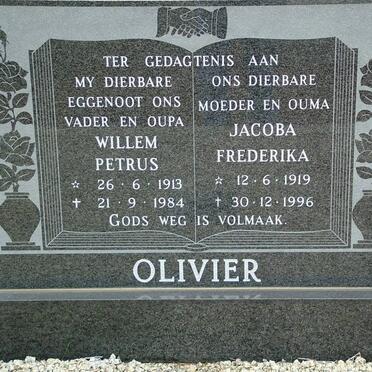 TER GEDAGTENIS AAN
MY DIERBARE
EGGENOOT ONS
VADER EN OUPA
WILLEM
PETRUS
☆ 26·6·1913
✝ 21·9·1984
ONS DIERBARE
MOEDER EN OUMA
JACOBA
FREDERIKA
☆ 12·6·1919
✝ 30·12·1996
GODS WEG IS VOLMAAK.
OLIVIER